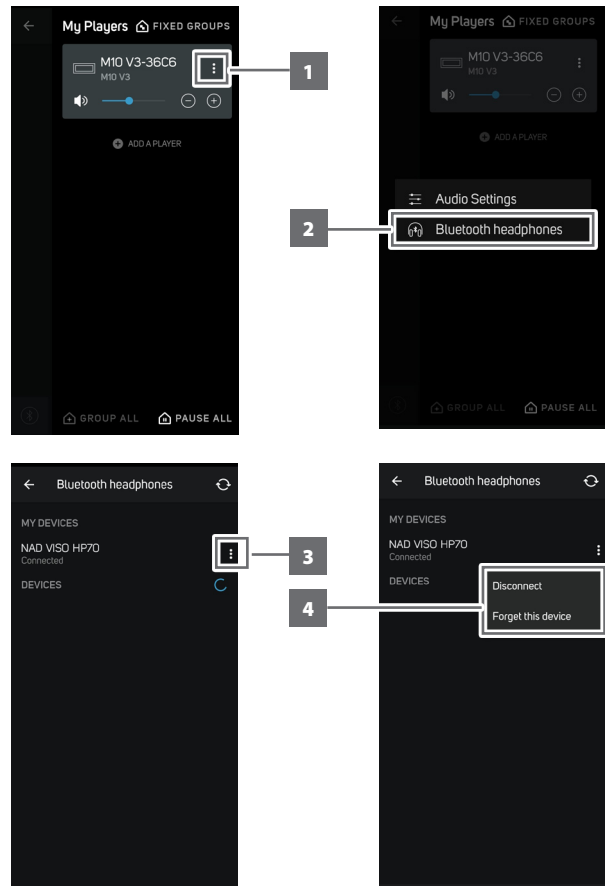 My Players FIXED GROUPS
M10 V3-36C6
M10 V3
ADD A PLAYER
GROUP ALL PAUSE ALL
1
My Players FIXED GROUPS
M10 V3-36C6
M10 V3
ADD A PLAYER
Audio Settings
Bluetooth headphones
GROUP ALL PAUSE ALL
2
Bluetooth headphones
MY DEVICES
NAD VISO HP70
Connected
DEVICES
3
Bluetooth headphones
MY DEVICES
NAD VISO HP70
Connected
DEVICES
Disconnect
Forget this device
4